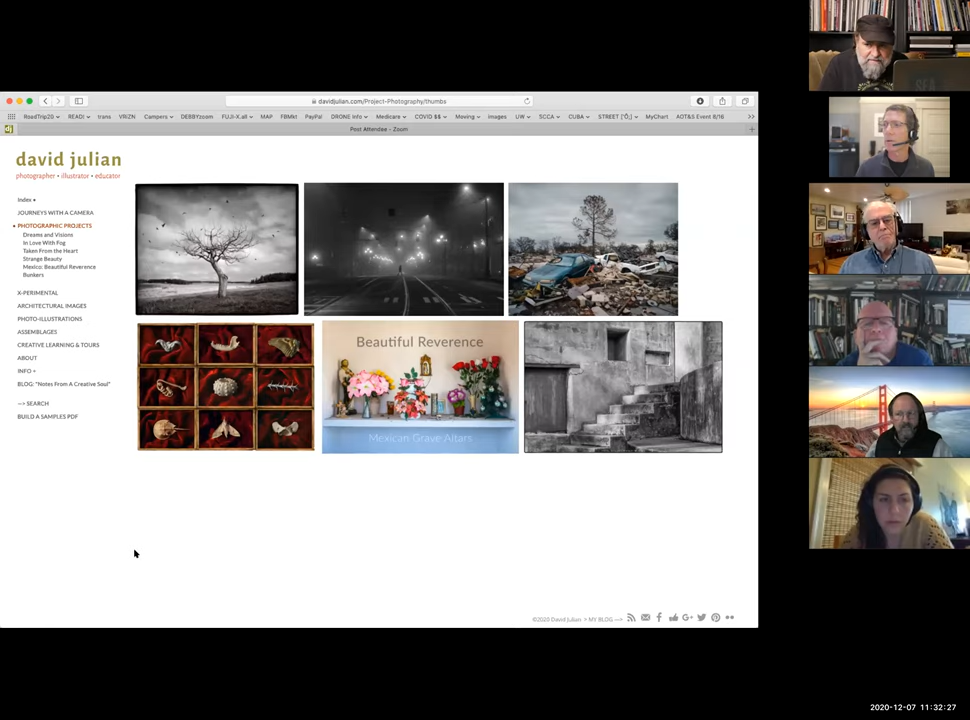 davidjulian.com/Project-Photography/thumbs
RoadTrip20 READI trans VRIZN Campers DEBBYzoom FUJI-X.all MAP FBMkt PayPal DRONE Info Medicare COVID $$ Moving Images UW SCCA CUBA STREET MyChart AOT&S Event 8/16
Post Attendee - Zoom
dj
david julian
photographer • illustrator • educator
Index
JOURNEYS WITH A CAMERA
PHOTOGRAPHIC PROJECTS
Dreams and Visions
In Love With Fog
Taken From the Heart
Strange Beauty
Mexico: Beautiful Reverence
Bunkers
X-PERIMENTAL
ARCHITECTURAL IMAGES
PHOTO-ILLUSTRATIONS
ASSEMBLAGES
CREATIVE LEARNING & TOURS
ABOUT
INFO +
BLOG: "Notes From A Creative Soul"
--> SEARCH
BUILD A SAMPLES PDF
Beautiful Reverence
Mexican Grave Altars
©2020 David Julian > MY BLOG -->
2020-12-07 11:32:27